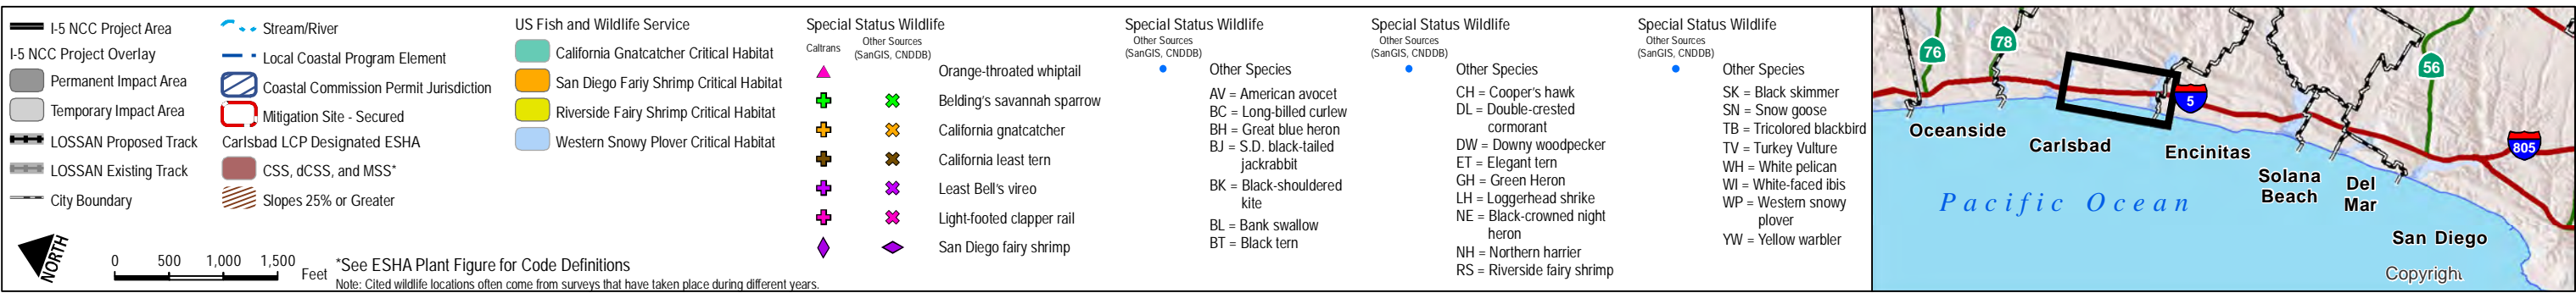 I-5 NCC Project Area
I-5 NCC Project Overlay
Permanent Impact Area
Temporary Impact Area
LOSSAN Proposed Track
LOSSAN Existing Track
City Boundary
NORTH
0 500 1,000 1,500
Feet
Stream/River
Local Coastal Program Element
Coastal Commission Permit Jurisdiction
Mitigation Site - Secured
Carlsbad LCP Designated ESHA
CSS, dCSS, and MSS*
Slopes 25% or Greater
*See ESHA Plant Figure for Code Definitions
Note: Cited wildlife locations often come from surveys that have taken place during different years.
US Fish and Wildlife Service
California Gnatcatcher Critical Habitat
San Diego Fariy Shrimp Critical Habitat
Riverside Fairy Shrimp Critical Habitat
Western Snowy Plover Critical Habitat
Special Status Wildlife
Caltrans
Other Sources
(SanGIS, CNDDB)
Orange-throated whiptail
Belding's savannah sparrow
California gnatcatcher
California least tern
Least Bell's vireo
Light-footed clapper rail
San Diego fairy shrimp
Special Status Wildlife
Other Sources
(SanGIS, CNDDB)
Other Species
AV = American avocet
BC = Long-billed curlew
BH = Great blue heron
BJ = S.D. black-tailed
jackrabbit
BK = Black-shouldered
kite
BL = Bank swallow
BT = Black tern
Special Status Wildlife
Other Sources
(SanGIS, CNDDB)
Other Species
CH = Cooper's hawk
DL = Double-crested
cormorant
DW = Downy woodpecker
ET = Elegant tern
GH = Green Heron
LH = Loggerhead shrike
NE = Black-crowned night
heron
NH = Northern harrier
RS = Riverside fairy shrimp
Special Status Wildlife
Other Sources
(SanGIS, CNDDB)
Other Species
SK = Black skimmer
SN = Snow goose
TB = Tricolored blackbird
TV = Turkey Vulture
WH = White pelican
WI = White-faced ibis
WP = Western snowy
plover
YW = Yellow warbler
76
78
56
5
805
Oceanside
Carlsbad
Encinitas
Solana
Beach
Del
Mar
San Diego
Pacific Ocean
Copyright